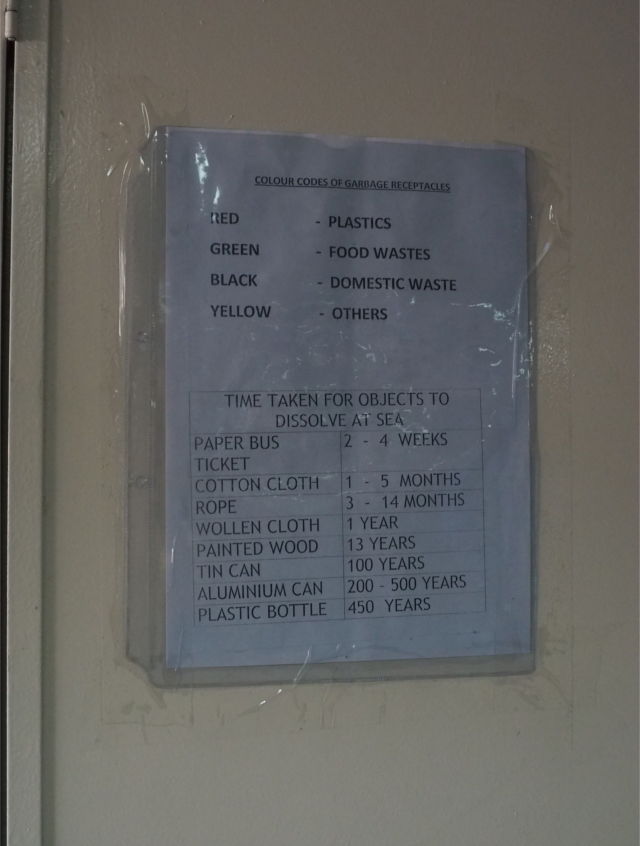 COLOUR CODES OF GARBAGE RECEPTACLES
RED - PLASTICS
GREEN - FOOD WASTES
BLACK - DOMESTIC WASTE
YELLOW - OTHERS
TIME TAKEN FOR OBJECTS TO
DISSOLVE AT SEA
PAPER BUS 2 - 4 WEEKS
TICKET
COTTON CLOTH 1 - 5 MONTHS
ROPE 3 - 14 MONTHS
WOLLEN CLOTH 1 YEAR
PAINTED WOOD 13 YEARS
TIN CAN 100 YEARS
ALUMINIUM CAN 200 - 500 YEARS
PLASTIC BOTTLE 450 YEARS